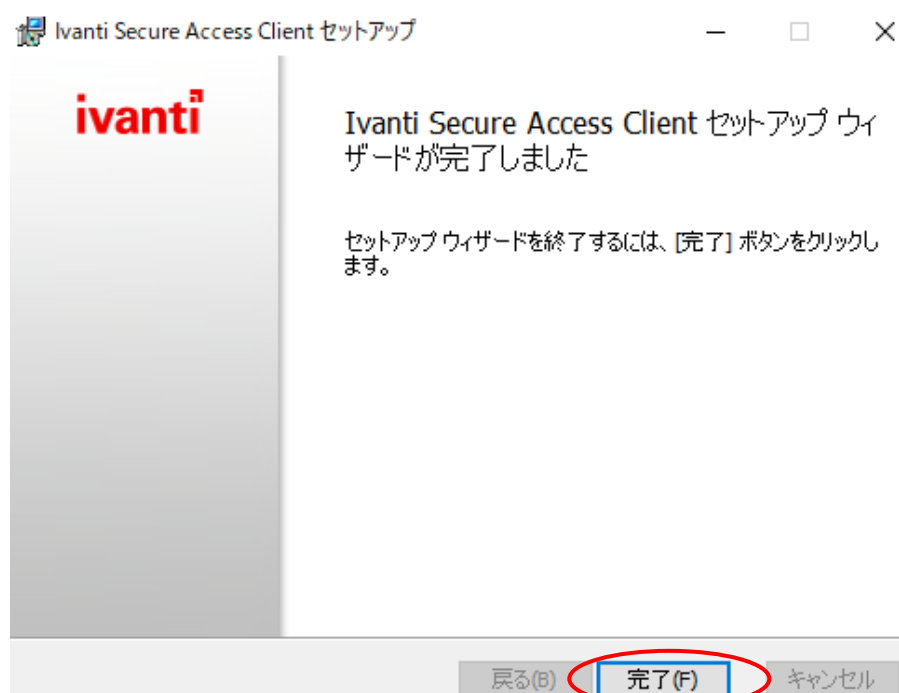 Ivanti Secure Access Client セットアップ
ivanti
Ivanti Secure Access Client セットアップ ウィ
ザードが完了しました
セットアップ ウィザードを終了するには、[完了] ボタンをクリックし
ます。
戻る(B) 完了(F) キャンセル